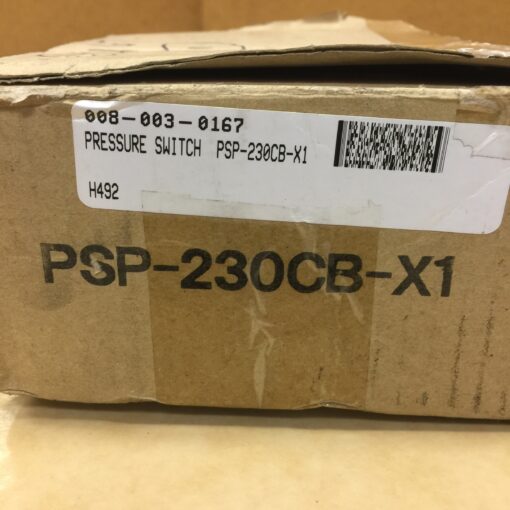 008-003-0167
PRESSURE SWITCH PSP-230CB-X1
H492
PSP-230CB-X1